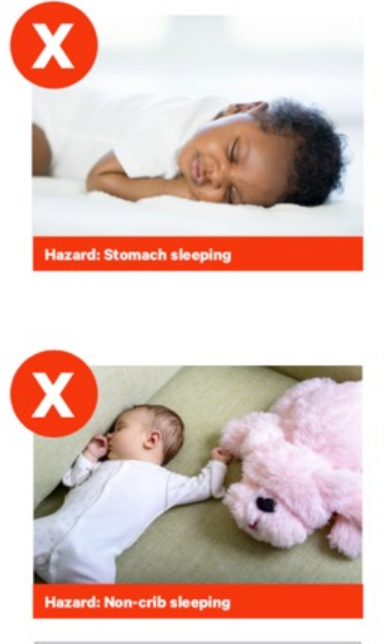 X
Hazard: Stomach sleeping
X
Hazard: Non-crib sleeping